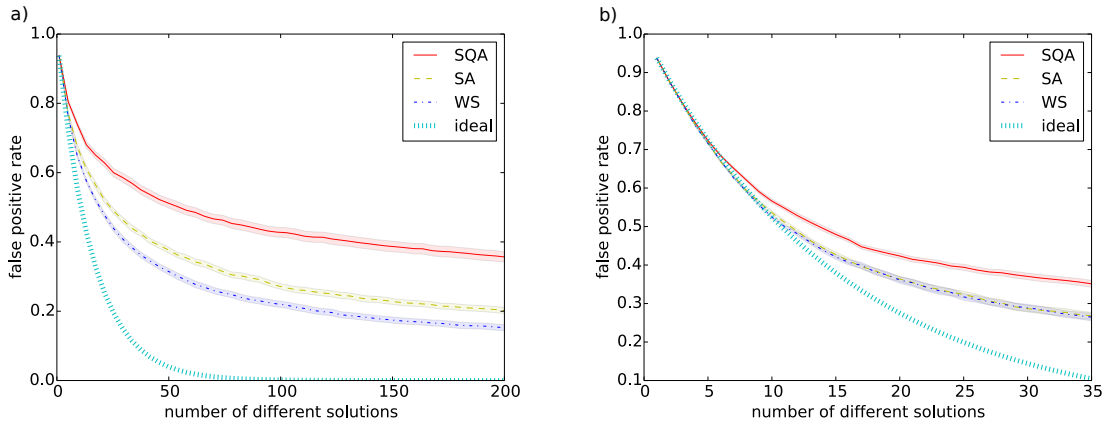 a)
1.0
0.8
0.6
0.4
0.2
0.0
false positive rate
0
50
100
150
200
number of different solutions
SQA
SA
WS
ideal
b)
1.0
0.9
0.8
0.7
0.6
0.5
0.4
0.3
0.2
0.1
false positive rate
0
5
10
15
20
25
30
35
number of different solutions
SQA
SA
WS
ideal